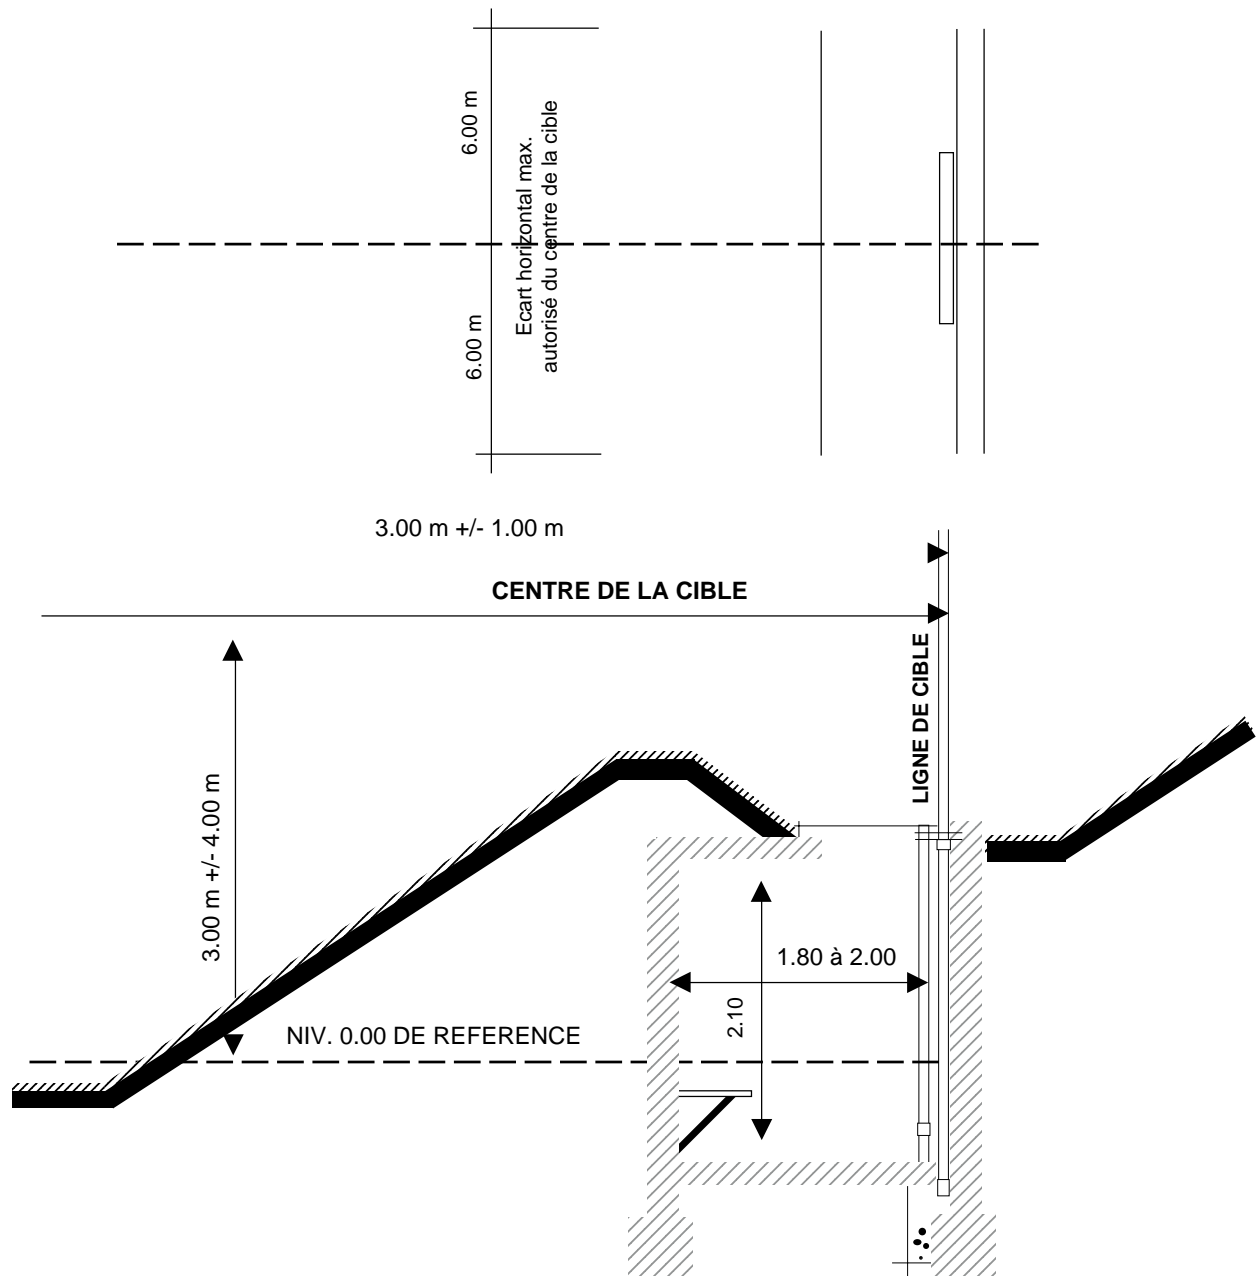 6.00 m
Ecart horizontal max.
autorisé du centre de la cible
6.00 m
3.00 m +/- 1.00 m
CENTRE DE LA CIBLE
LIGNE DE CIBLE
3.00 m +/- 4.00 m
1.80 à 2.00
2.10
NIV. 0.00 DE REFERENCE